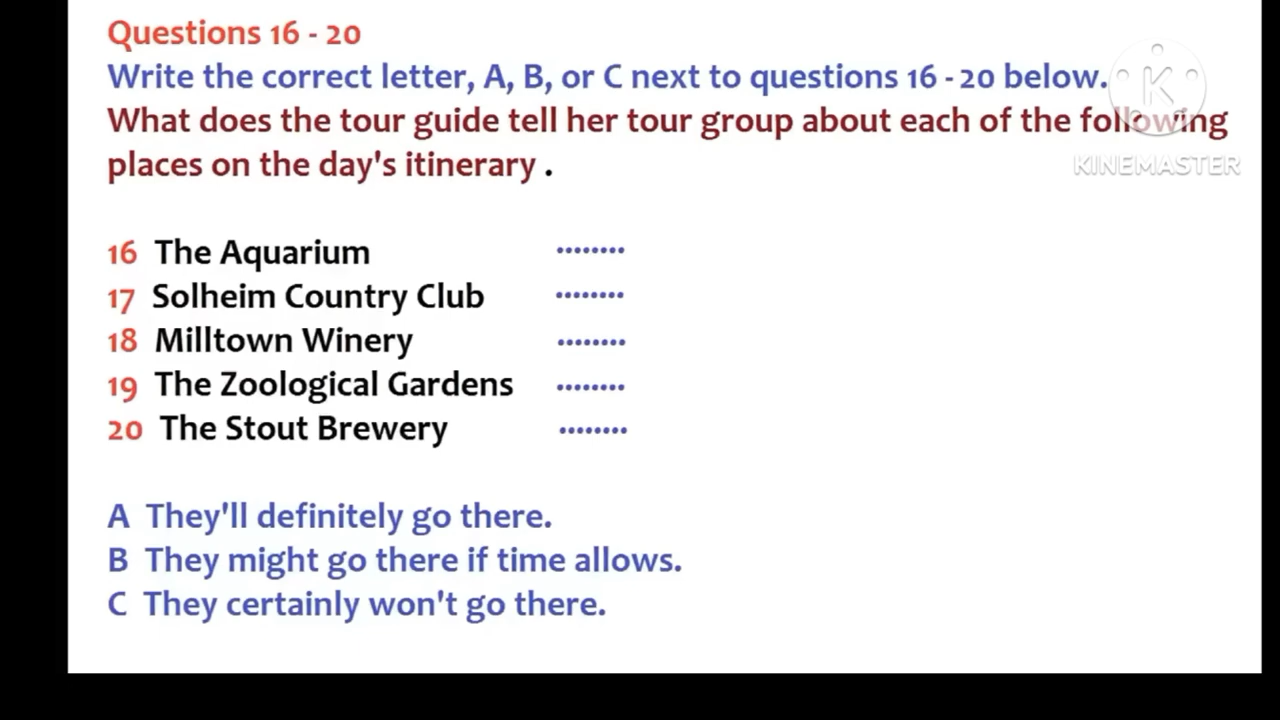 Questions 16 - 20
Write the correct letter, A, B, or C next to questions 16 - 20 below.
What does the tour guide tell her tour group about each of the following
places on the day's itinerary .
K
KINEMASTER
16 The Aquarium ........
17 Solheim Country Club ........
18 Milltown Winery ........
19 The Zoological Gardens ........
20 The Stout Brewery ........
A They'll definitely go there.
B They might go there if time allows.
C They certainly won't go there.